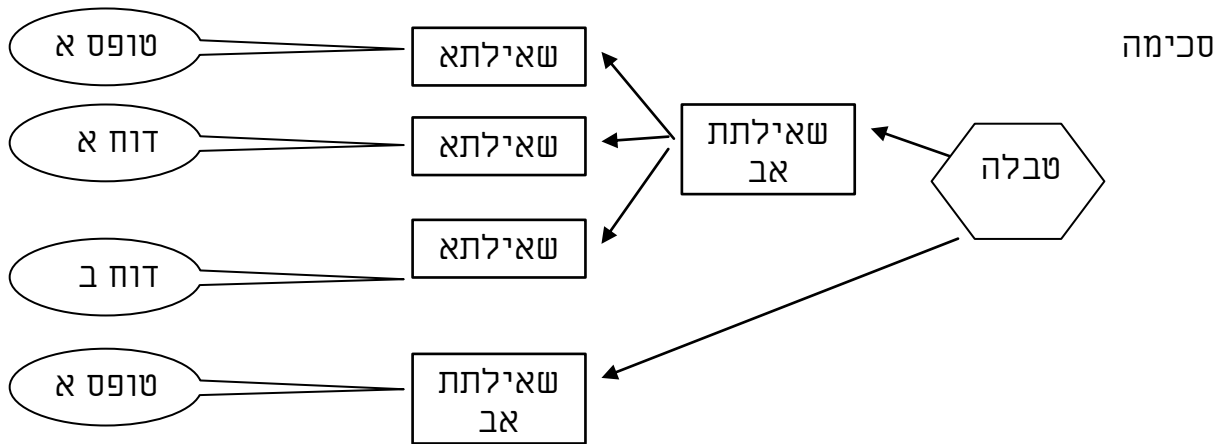 סכימה
טבלה
שאילתת
אב
שאילתא
טופס א
שאילתא
דוח א
שאילתא
דוח ב
שאילתת
אב
טופס א